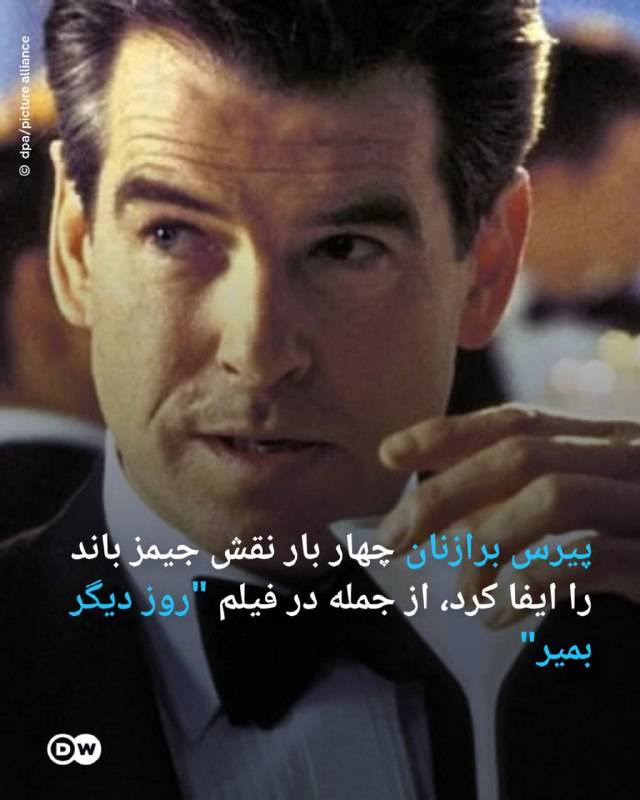 © dpa/picture alliance
پیرس برازنان چهار بار نقش جیمز باند
را ایفا کرد، از جمله در فیلم "روز دیگر
بمیر"
DW